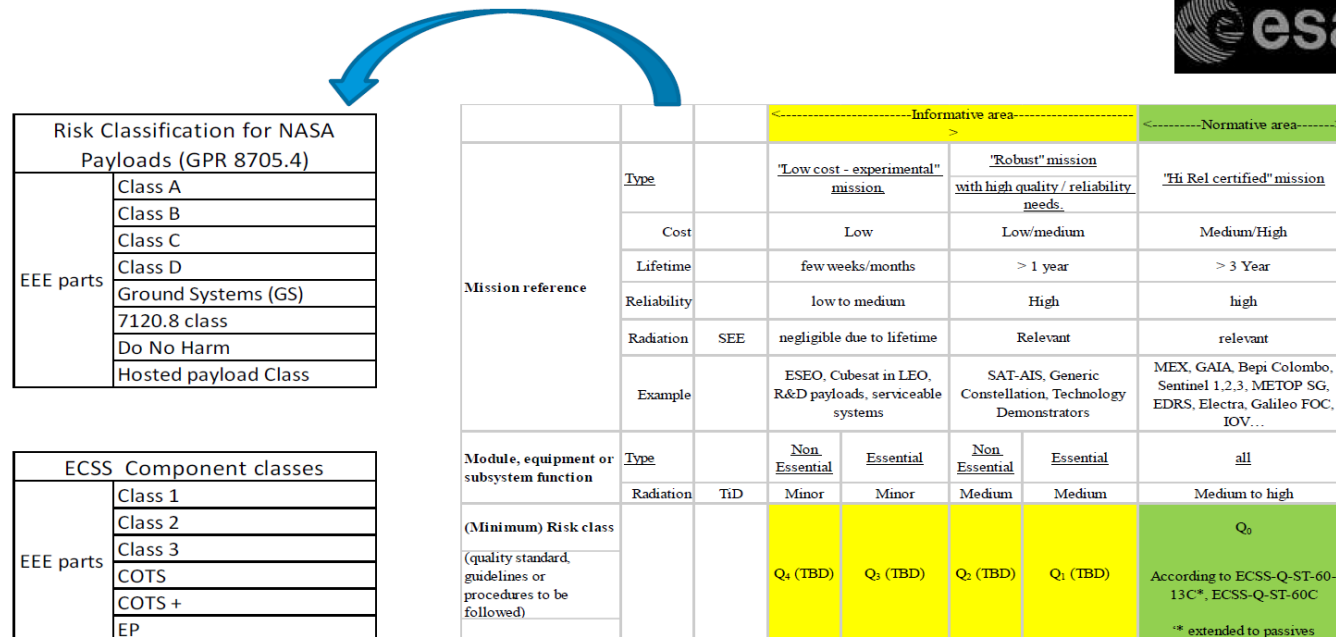 esa
Risk Classification for NASA
Payloads (GPR 8705.4)
EEE parts
Class A
Class B
Class C
Class D
Ground Systems (GS)
7120.8 class
Do No Harm
Hosted payload Class
ECSS Component classes
EEE parts
Class 1
Class 2
Class 3
COTS
COTS +
EP
<-----------------------Informative area---------------------->
<---------Normative area-------
Mission reference
Type
"Low cost - experimental"
mission.
"Robust" mission
with high quality / reliability
needs.
"Hi Rel certified" mission
Cost
Low
Low/medium
Medium/High
Lifetime
few weeks/months
> 1 year
> 3 Year
Reliability
low to medium
High
high
Radiation
SEE
negligible due to lifetime
Relevant
relevant
Example
ESEO, Cubesat in LEO,
R&D payloads, serviceable
systems
SAT-AIS, Generic
Constellation, Technology
Demonstrators
MEX, GAIA, Bepi Colombo,
Sentinel 1,2,3, METOP SG,
EDRS, Electra, Galileo FOC,
IOV…
Module, equipment or
subsystem function
Type
Non
Essential
Essential
Non
Essential
Essential
all
Radiation
TiD
Minor
Minor
Medium
Medium
Medium to high
(Minimum) Risk class
(quality standard,
guidelines or
procedures to be
followed)
Q₄ (TBD)
Q₃ (TBD)
Q₂ (TBD)
Q₁ (TBD)
Q₀
According to ECSS-Q-ST-60-
13C*, ECSS-Q-ST-60C
'* extended to passives